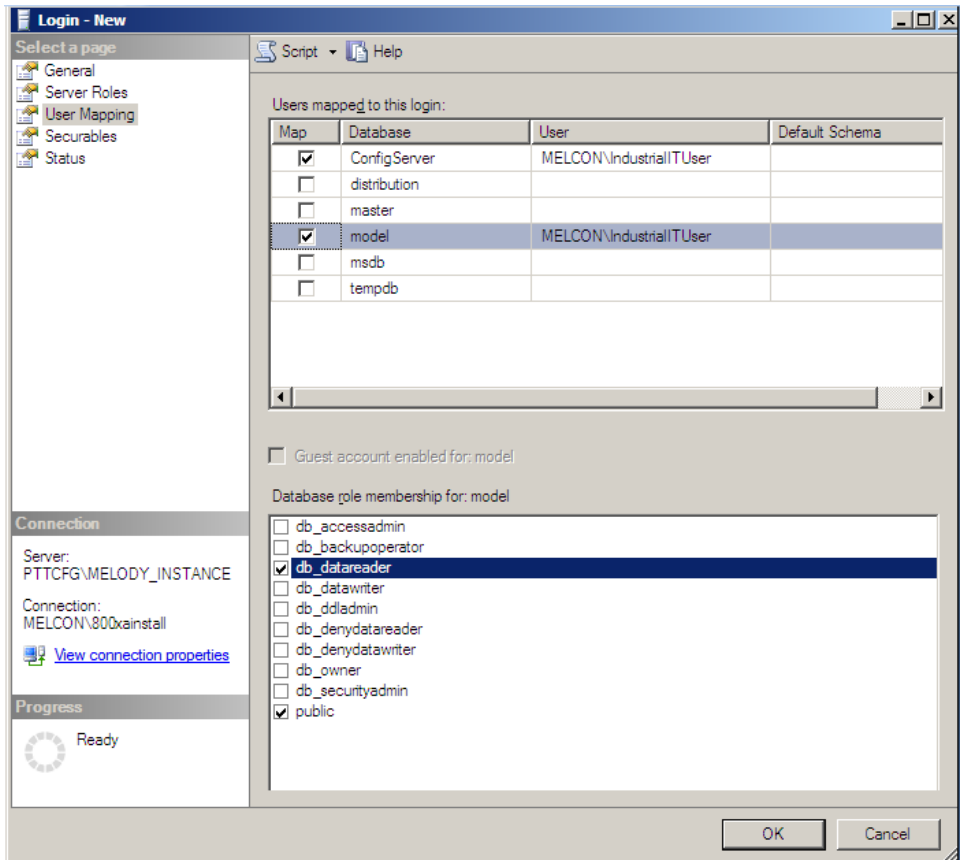 Login - New
Select a page
General
Server Roles
User Mapping
Securables
Status
Script Help
Users mapped to this login:
Map Database User Default Schema
ConfigServer MELCON\IndustrialITUser
distribution
master
model MELCON\IndustrialITUser
msdb
tempdb
Guest account enabled for: model
Database role membership for: model
db_accessadmin
db_backupoperator
db_datareader
db_datawriter
db_ddladmin
db_denydatareader
db_denydatawriter
db_owner
db_securityadmin
public
Connection
Server:
PTTCFG\MELODY_INSTANCE
Connection:
MELCON\800xainstall
View connection properties
Progress
Ready
OK Cancel